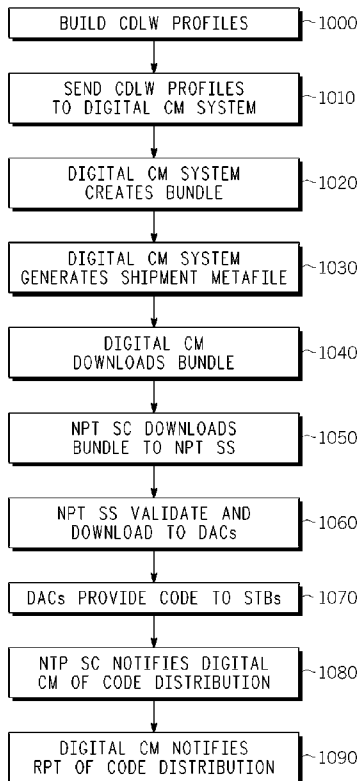 BUILD CDLW PROFILES 1000
SEND CDLW PROFILES
TO DIGITAL CM SYSTEM 1010
DIGITAL CM SYSTEM
CREATES BUNDLE 1020
DIGITAL CM SYSTEM
GENERATES SHIPMENT METAFILE 1030
DIGITAL CM
DOWNLOADS BUNDLE 1040
NPT SC DOWNLOADS
BUNDLE TO NPT SS 1050
NPT SS VALIDATE AND
DOWNLOAD TO DACs 1060
DACs PROVIDE CODE TO STBs 1070
NTP SC NOTIFIES DIGITAL
CM OF CODE DISTRIBUTION 1080
DIGITAL CM NOTIFIES
RPT OF CODE DISTRIBUTION 1090